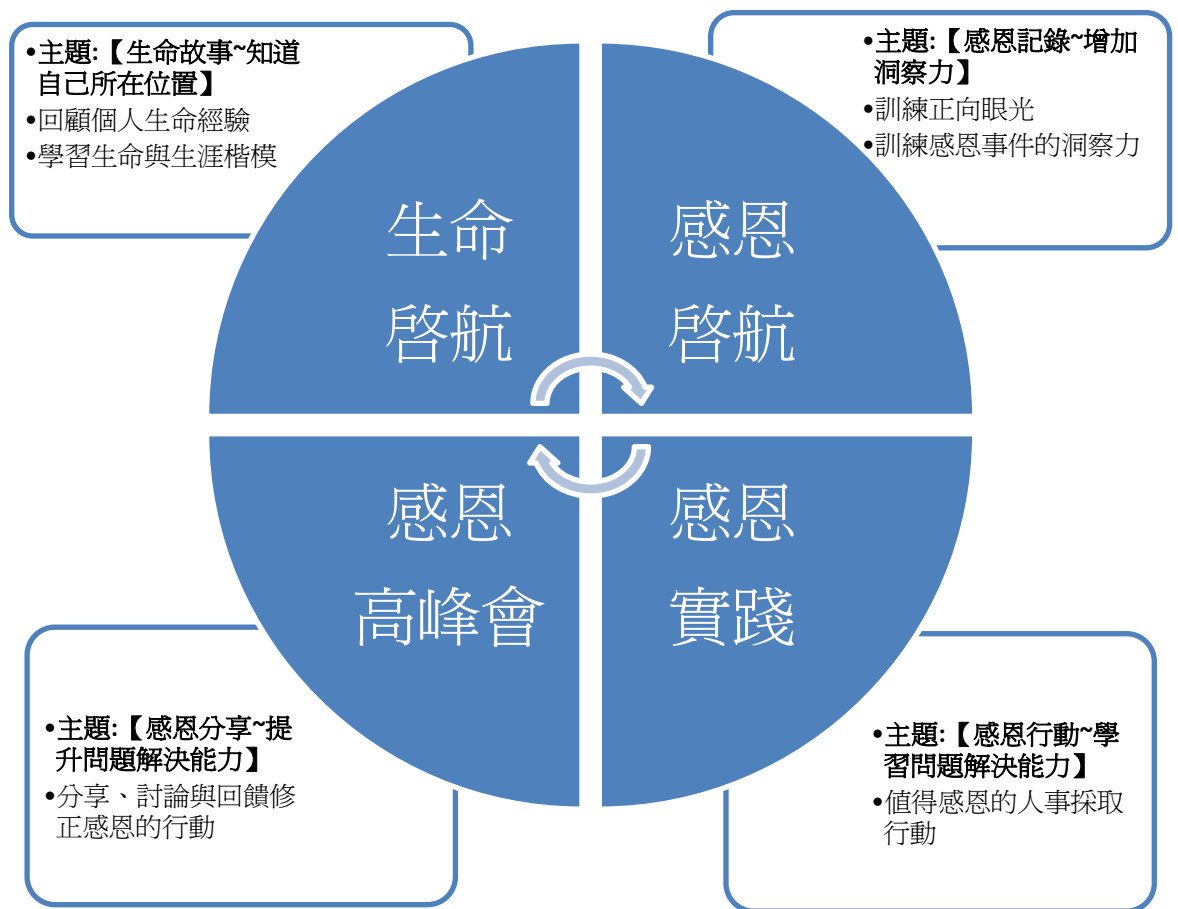 •主題:【生命故事~知道
自己所在位置】
•回顧個人生命經驗
•學習生命與生涯楷模
•主題:【感恩記錄~增加
洞察力】
•訓練正向眼光
•訓練感恩事件的洞察力
生命
啓航
感恩
啓航
感恩
高峰會
感恩
實踐
•主題:【感恩分享~提
升問題解決能力】
•分享、討論與回饋修
正感恩的行動
•主題:【感恩行動~學
習問題解決能力】
•值得感恩的人事採取
行動